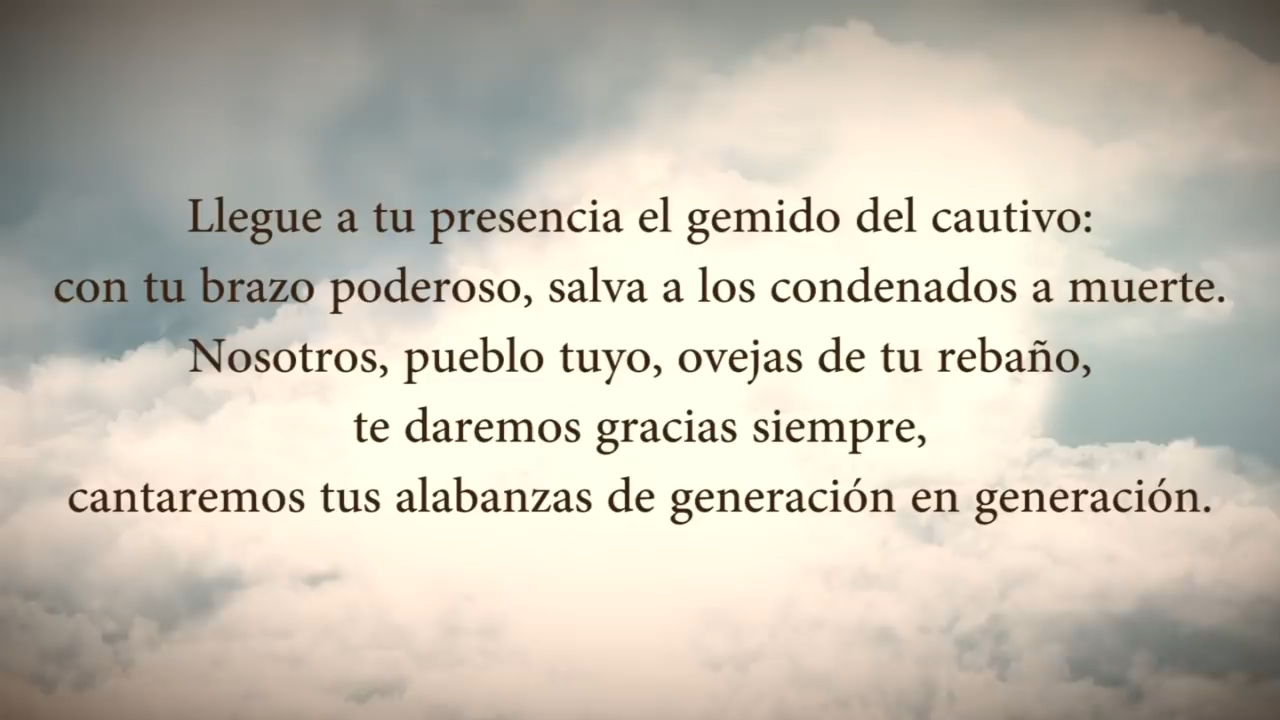 Llegue a tu presencia el gemido del cautivo:
con tu brazo poderoso, salva a los condenados a muerte.
Nosotros, pueblo tuyo, ovejas de tu rebaño,
te daremos gracias siempre,
cantaremos tus alabanzas de generación en generación.